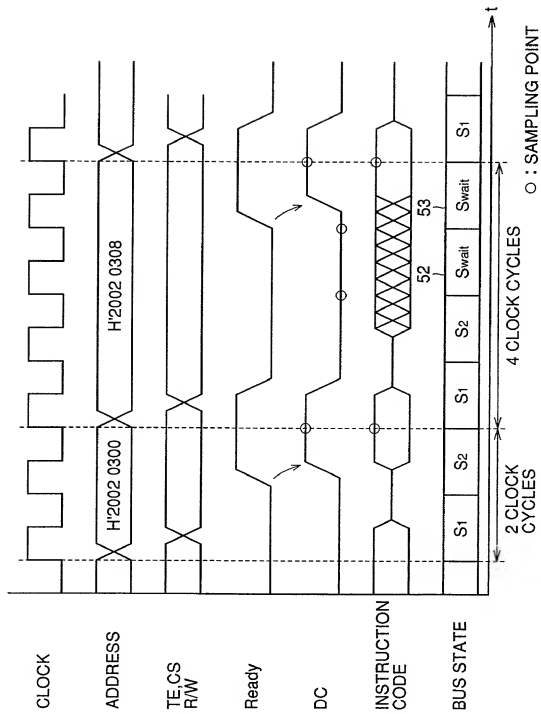 CLOCK
ADDRESS
H'2002 0300
H'2002 0308
TE,CS
R/W
Ready
DC
INSTRUCTION
CODE
52
53
BUS STATE
S1
S2
S1
S2
Swait
Swait
S1
t
2 CLOCK
CYCLES
4 CLOCK CYCLES
○ : SAMPLING POINT